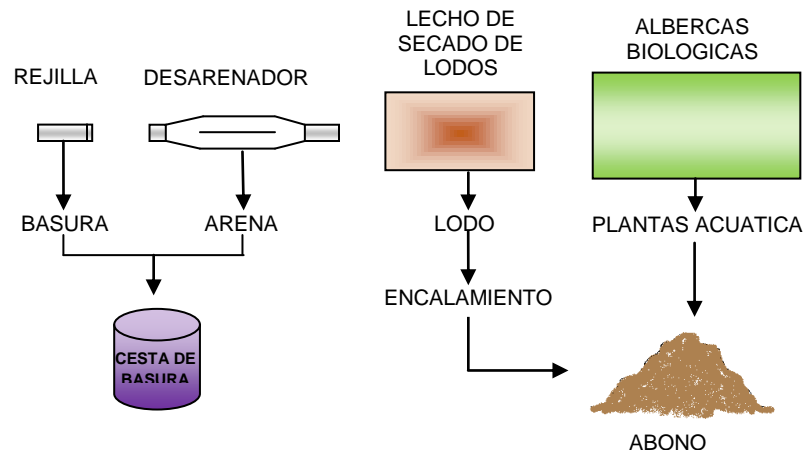 REJILLA
DESARENADOR
LECHO DE
SECADO DE
LODOS
ALBERCAS
BIOLOGICAS
BASURA
ARENA
LODO
PLANTAS ACUATICA
ENCALAMIENTO
CESTA DE
BASURA
ABONO